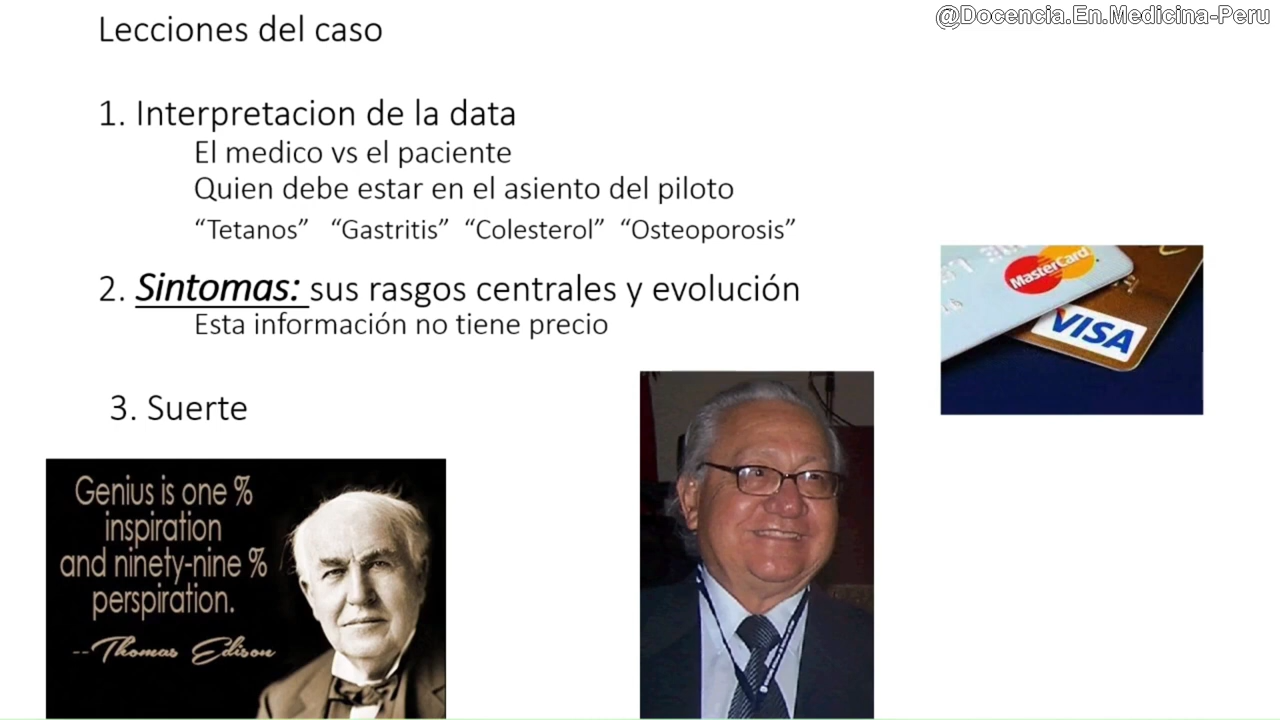 @Docencia.En.Medicina-Peru
Lecciones del caso
1. Interpretacion de la data
El medico vs el paciente
Quien debe estar en el asiento del piloto
“Tetanos” “Gastritis” “Colesterol” “Osteoporosis”
2. Sintomas: sus rasgos centrales y evolución
Esta información no tiene precio
MasterCard
VISA
3. Suerte
Genius is one %
inspiration
and ninety-nine %
perspiration.
--Thomas Edison